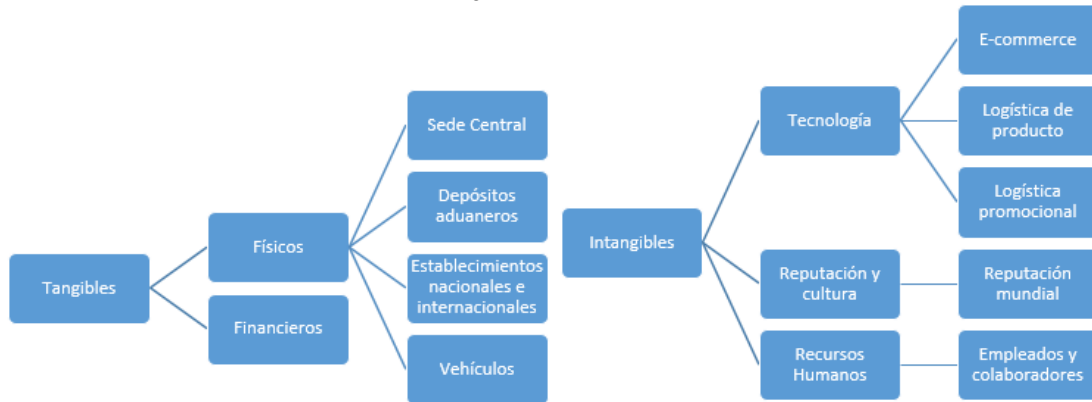 Tangibles
Físicos
Financieros
Sede Central
Depósitos
aduaneros
Establecimientos
nacionales e
internacionales
Vehículos
Intangibles
Tecnología
Reputación y
cultura
Recursos
Humanos
E-commerce
Logística de
producto
Logística
promocional
Reputación
mundial
Empleados y
colaboradores